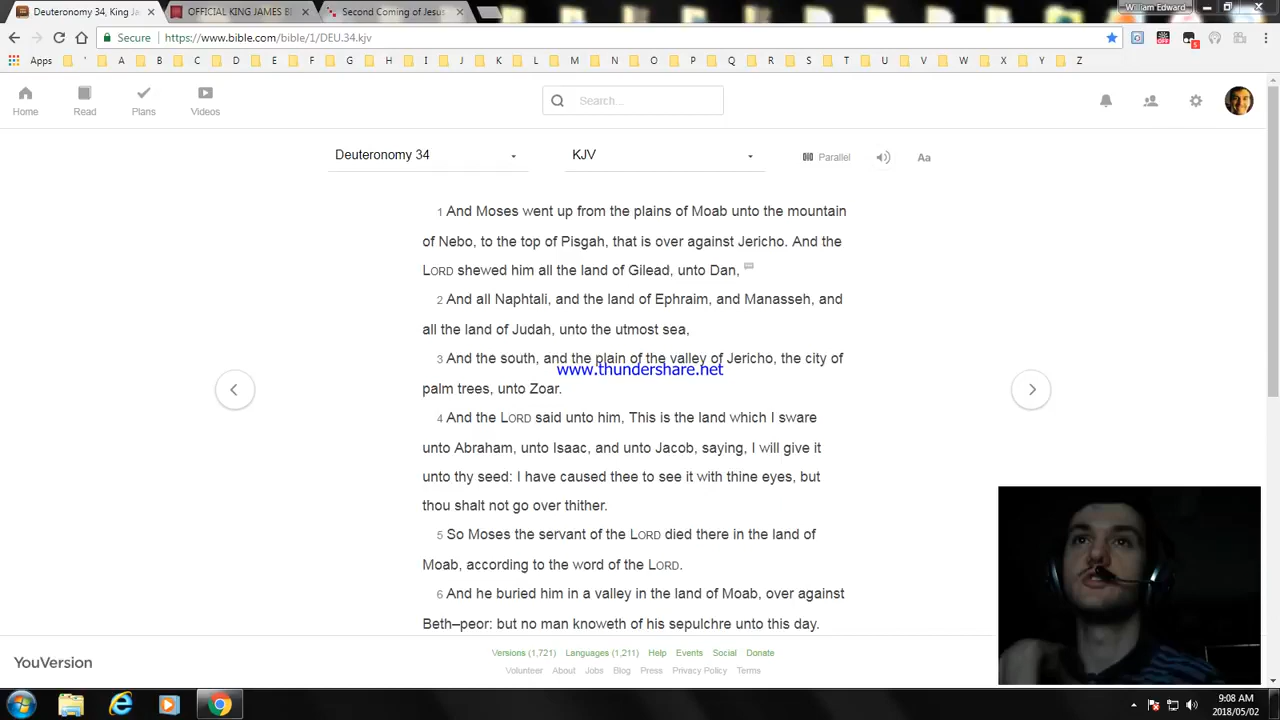 Deuteronomy 34, King Ja
OFFICIAL KING JAMES BI
Second Coming of Jesus
William Edward
Secure
https://www.bible.com/bible/1/DEU.34.kjv
Apps ' A B C D E F G H I J K L M N O P Q R S T U V W X Y Z
Home Read Plans Videos
Search...
Deuteronomy 34
KJV
Parallel
Aa
1 And Moses went up from the plains of Moab unto the mountain
of Nebo, to the top of Pisgah, that is over against Jericho. And the
LORD shewed him all the land of Gilead, unto Dan,
2 And all Naphtali, and the land of Ephraim, and Manasseh, and
all the land of Judah, unto the utmost sea,
3 And the south, and the plain of the valley of Jericho, the city of
www.thundershare.net
palm trees, unto Zoar.
4 And the LORD said unto him, This is the land which I sware
unto Abraham, unto Isaac, and unto Jacob, saying, I will give it
unto thy seed: I have caused thee to see it with thine eyes, but
thou shalt not go over thither.
5 So Moses the servant of the LORD died there in the land of
Moab, according to the word of the LORD.
6 And he buried him in a valley in the land of Moab, over against
Beth–peor: but no man knoweth of his sepulchre unto this day.
YouVersion
Versions (1,721) Languages (1,211) Help Events Social Donate
Volunteer About Jobs Blog Press Privacy Policy Terms
9:08 AM
2018/05/02